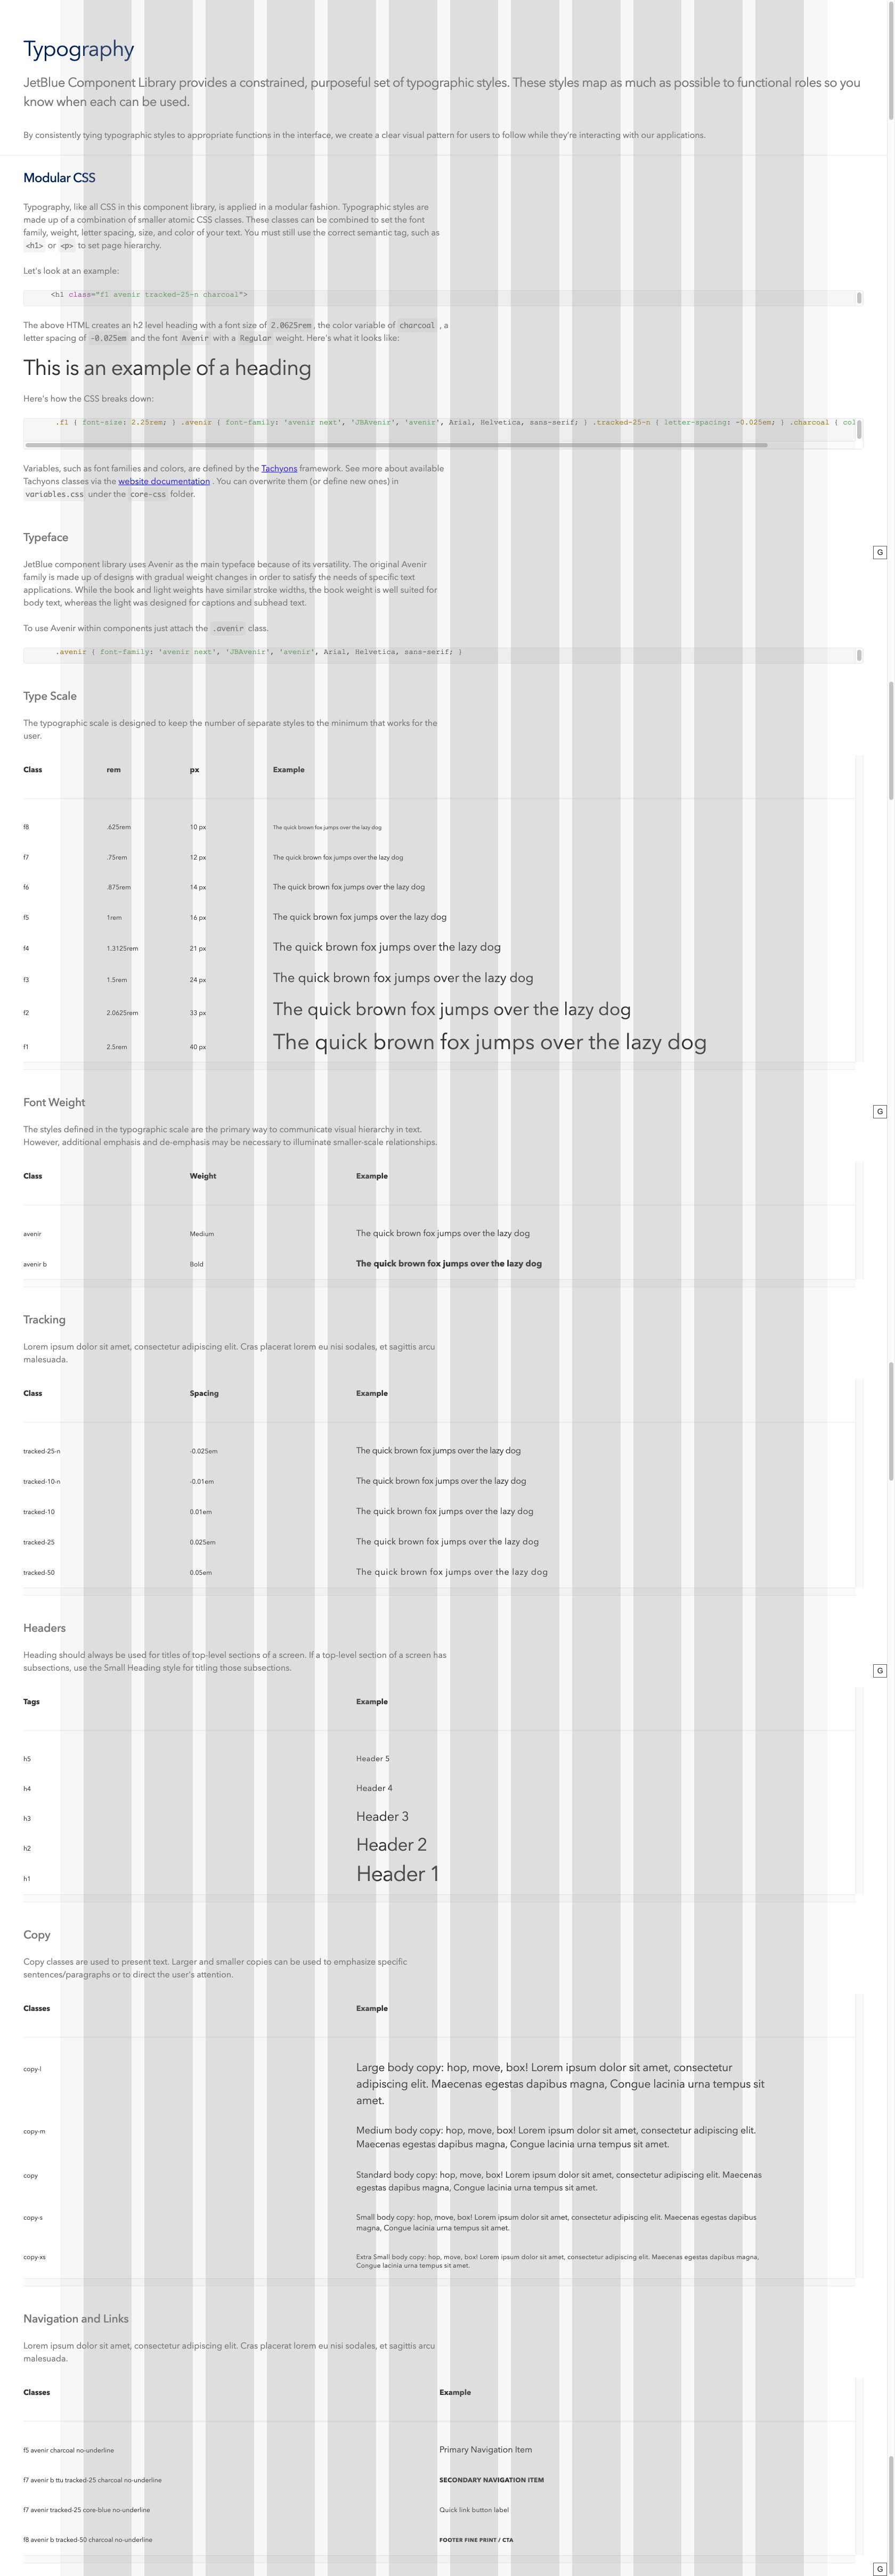 Typography
JetBlue Component Library provides a constrained, purposeful set of typographic styles. These styles map as much as possible to functional roles so you
know when each can be used.
By consistently tying typographic styles to appropriate functions in the interface, we create a clear visual pattern for users to follow while they're interacting with our applications.
Modular CSS
Typography, like all CSS in this component library, is applied in a modular fashion. Typographic styles are
made up of a combination of smaller atomic CSS classes. These classes can be combined to set the font
family, weight, letter spacing, size, and color of your text. You must still use the correct semantic tag, such as
<h1> or <p> to set page hierarchy.
Let's look at an example:
<h1 class="f1 avenir tracked-25-n charcoal">
The above HTML creates an h2 level heading with a font size of 2.0625rem , the color variable of charcoal , a
letter spacing of -0.025em and the font Avenir with a Regular weight. Here's what it looks like:
This is an example of a heading
Here's how the CSS breaks down:
.f1 { font-size: 2.25rem; } .avenir { font-family: 'avenir next', 'JBAvenir', 'avenir', Arial, Helvetica, sans-serif; } .tracked-25-n { letter-spacing: -0.025em; } .charcoal { col
Variables, such as font families and colors, are defined by the Tachyons framework. See more about available
Tachyons classes via the website documentation . You can overwrite them (or define new ones) in
variables.css under the core-css folder.
Typeface
G
JetBlue component library uses Avenir as the main typeface because of its versatility. The original Avenir
family is made up of designs with gradual weight changes in order to satisfy the needs of specific text
applications. While the book and light weights have similar stroke widths, the book weight is well suited for
body text, whereas the light was designed for captions and subhead text.
To use Avenir within components just attach the .avenir class.
.avenir { font-family: 'avenir next', 'JBAvenir', 'avenir', Arial, Helvetica, sans-serif; }
Type Scale
The typographic scale is designed to keep the number of separate styles to the minimum that works for the
user.
Class rem px Example
f8 .625rem 10 px The quick brown fox jumps over the lazy dog
f7 .75rem 12 px The quick brown fox jumps over the lazy dog
f6 .875rem 14 px The quick brown fox jumps over the lazy dog
f5 1rem 16 px The quick brown fox jumps over the lazy dog
f4 1.3125rem 21 px The quick brown fox jumps over the lazy dog
f3 1.5rem 24 px The quick brown fox jumps over the lazy dog
f2 2.0625rem 33 px The quick brown fox jumps over the lazy dog
f1 2.5rem 40 px The quick brown fox jumps over the lazy dog
Font Weight
G
The styles defined in the typographic scale are the primary way to communicate visual hierarchy in text.
However, additional emphasis and de-emphasis may be necessary to illuminate smaller-scale relationships.
Class Weight Example
avenir Medium The quick brown fox jumps over the lazy dog
avenir b Bold The quick brown fox jumps over the lazy dog
Tracking
Lorem ipsum dolor sit amet, consectetur adipiscing elit. Cras placerat lorem eu nisi sodales, et sagittis arcu
malesuada.
Class Spacing Example
tracked-25-n -0.025em The quick brown fox jumps over the lazy dog
tracked-10-n -0.01em The quick brown fox jumps over the lazy dog
tracked-10 0.01em The quick brown fox jumps over the lazy dog
tracked-25 0.025em The quick brown fox jumps over the lazy dog
tracked-50 0.05em The quick brown fox jumps over the lazy dog
Headers
Heading should always be used for titles of top-level sections of a screen. If a top-level section of a screen has
subsections, use the Small Heading style for titling those subsections.
G
Tags Example
h5 Header 5
h4 Header 4
h3 Header 3
h2 Header 2
h1 Header 1
Copy
Copy classes are used to present text. Larger and smaller copies can be used to emphasize specific
sentences/paragraphs or to direct the user's attention.
Classes Example
copy-l Large body copy: hop, move, box! Lorem ipsum dolor sit amet, consectetur
adipiscing elit. Maecenas egestas dapibus magna, Congue lacinia urna tempus sit
amet.
copy-m Medium body copy: hop, move, box! Lorem ipsum dolor sit amet, consectetur adipiscing elit.
Maecenas egestas dapibus magna, Congue lacinia urna tempus sit amet.
copy Standard body copy: hop, move, box! Lorem ipsum dolor sit amet, consectetur adipiscing elit. Maecenas
egestas dapibus magna, Congue lacinia urna tempus sit amet.
copy-s Small body copy: hop, move, box! Lorem ipsum dolor sit amet, consectetur adipiscing elit. Maecenas egestas dapibus
magna, Congue lacinia urna tempus sit amet.
copy-xs Extra Small body copy: hop, move, box! Lorem ipsum dolor sit amet, consectetur adipiscing elit. Maecenas egestas dapibus magna,
Congue lacinia urna tempus sit amet.
Navigation and Links
Lorem ipsum dolor sit amet, consectetur adipiscing elit. Cras placerat lorem eu nisi sodales, et sagittis arcu
malesuada.
Classes Example
f5 avenir charcoal no-underline Primary Navigation Item
f7 avenir b ttu tracked-25 charcoal no-underline SECONDARY NAVIGATION ITEM
f7 avenir tracked-25 core-blue no-underline Quick link button label
f8 avenir b tracked-50 charcoal no-underline FOOTER FINE PRINT / CTA
G